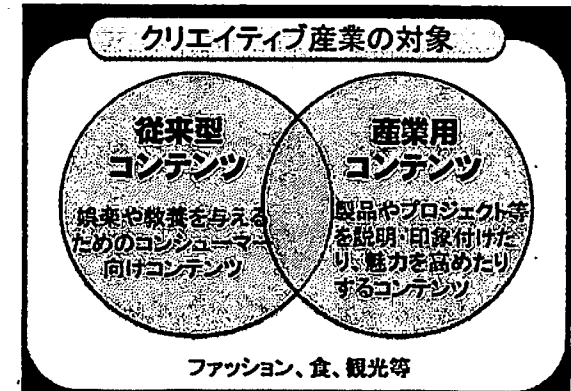 クリエイティブ産業の対象
従来型
コンテンツ
娯楽や教養を与える
ためのコンシューマー
向けコンテンツ
産業用
コンテンツ
製品やプロジェクト等
を説明・印象付けた
り、魅力を高めたり
するコンテンツ
ファッション、食、観光等